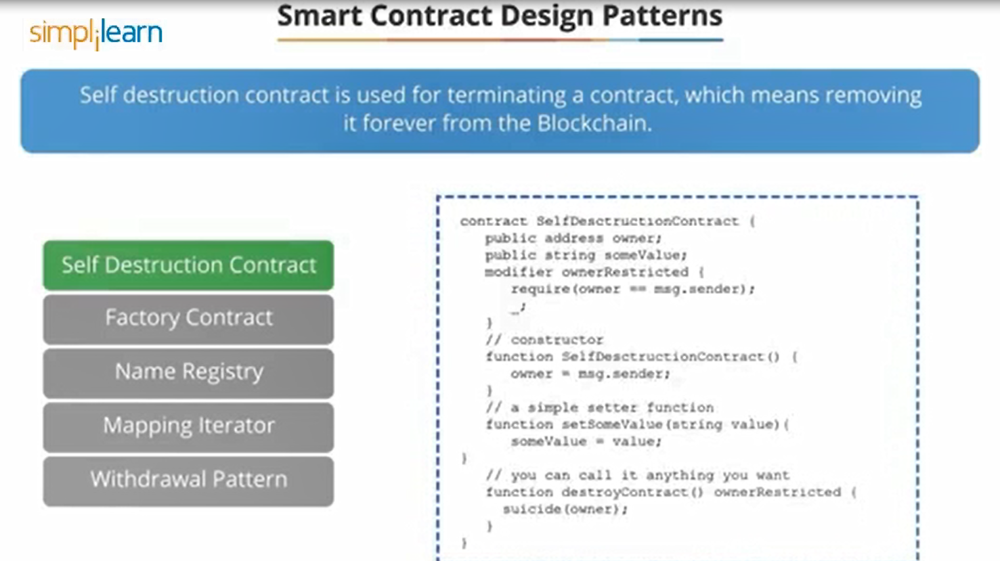 Smart Contract Design Patterns
simplilearn
Self destruction contract is used for terminating a contract, which means removing
it forever from the Blockchain.
Self Destruction Contract
Factory Contract
Name Registry
Mapping Iterator
Withdrawal Pattern
contract SelfDesctructionContract {
public address owner;
public string someValue;
modifier ownerRestricted {
require(owner == msg.sender);
_;
}
// constructor
function SelfDesctructionContract() {
owner = msg.sender;
}
// a simple setter function
function setSomeValue(string value){
someValue = value;
}
// you can call it anything you want
function destroyContract() ownerRestricted {
suicide(owner);
}
}